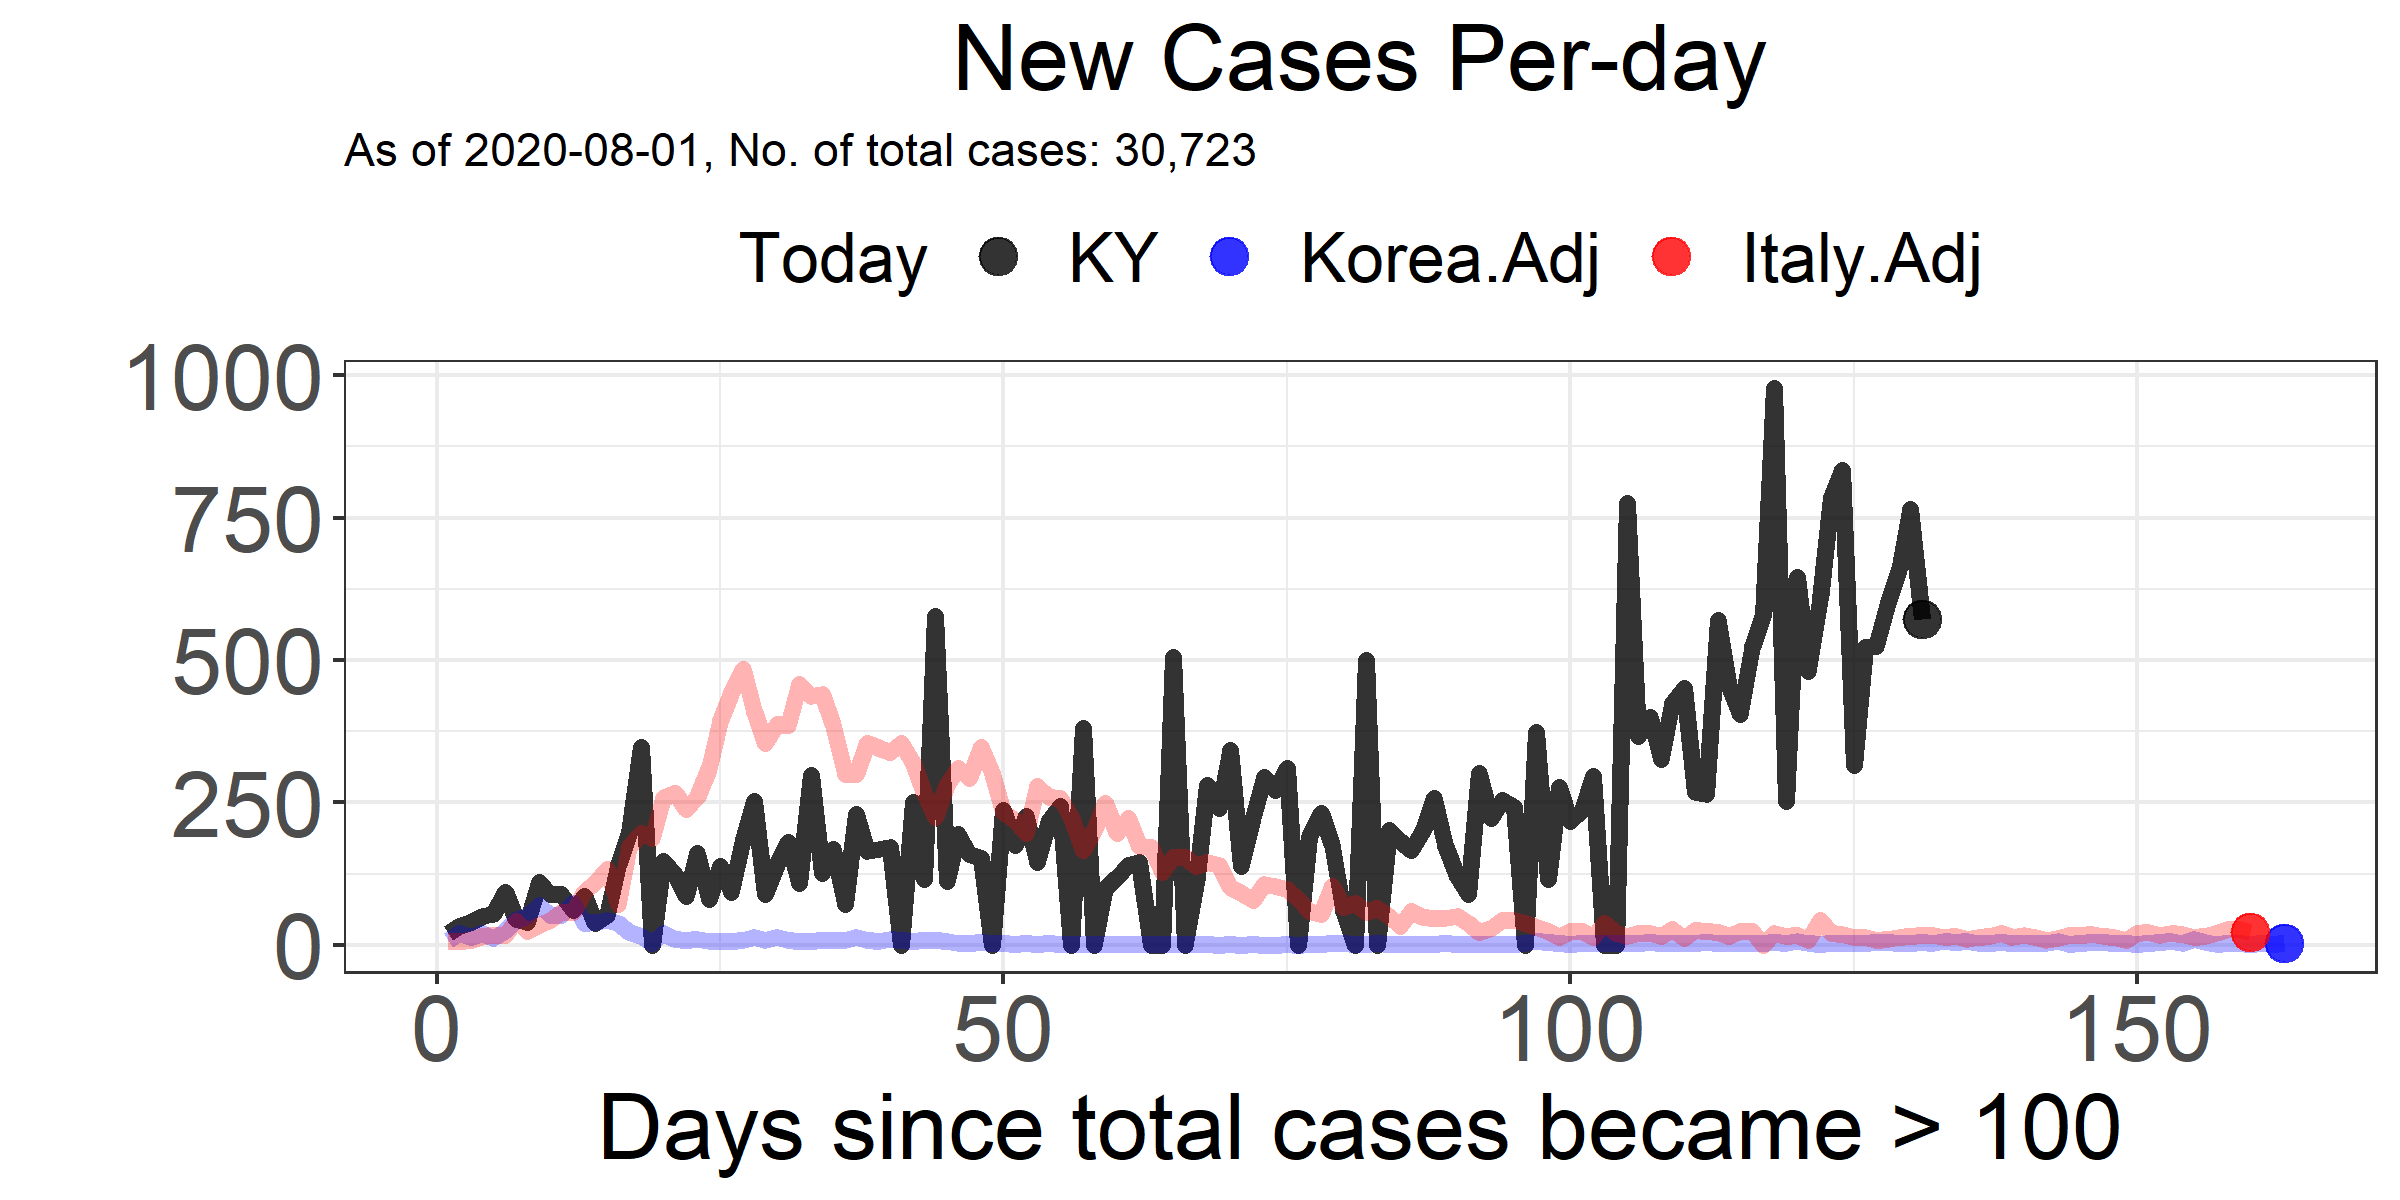 New Cases Per-day
As of 2020-08-01, No. of total cases: 30,723
Today KY Korea.Adj Italy.Adj
1000
750
500
250
0
0 50 100 150
Days since total cases became > 100